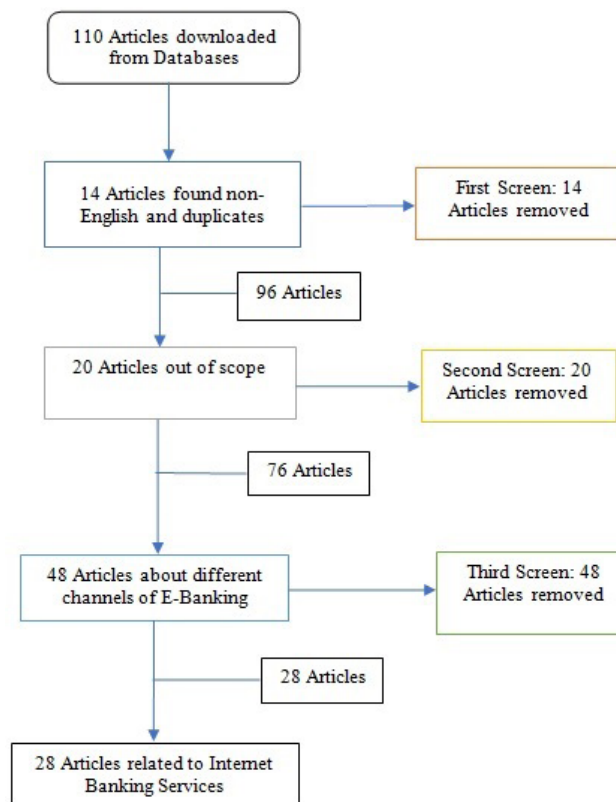 110 Articles downloaded
from Databases
14 Articles found non-
English and duplicates
First Screen: 14
Articles removed
96 Articles
20 Articles out of scope
Second Screen: 20
Articles removed
76 Articles
48 Articles about different
channels of E-Banking
Third Screen: 48
Articles removed
28 Articles
28 Articles related to Internet
Banking Services